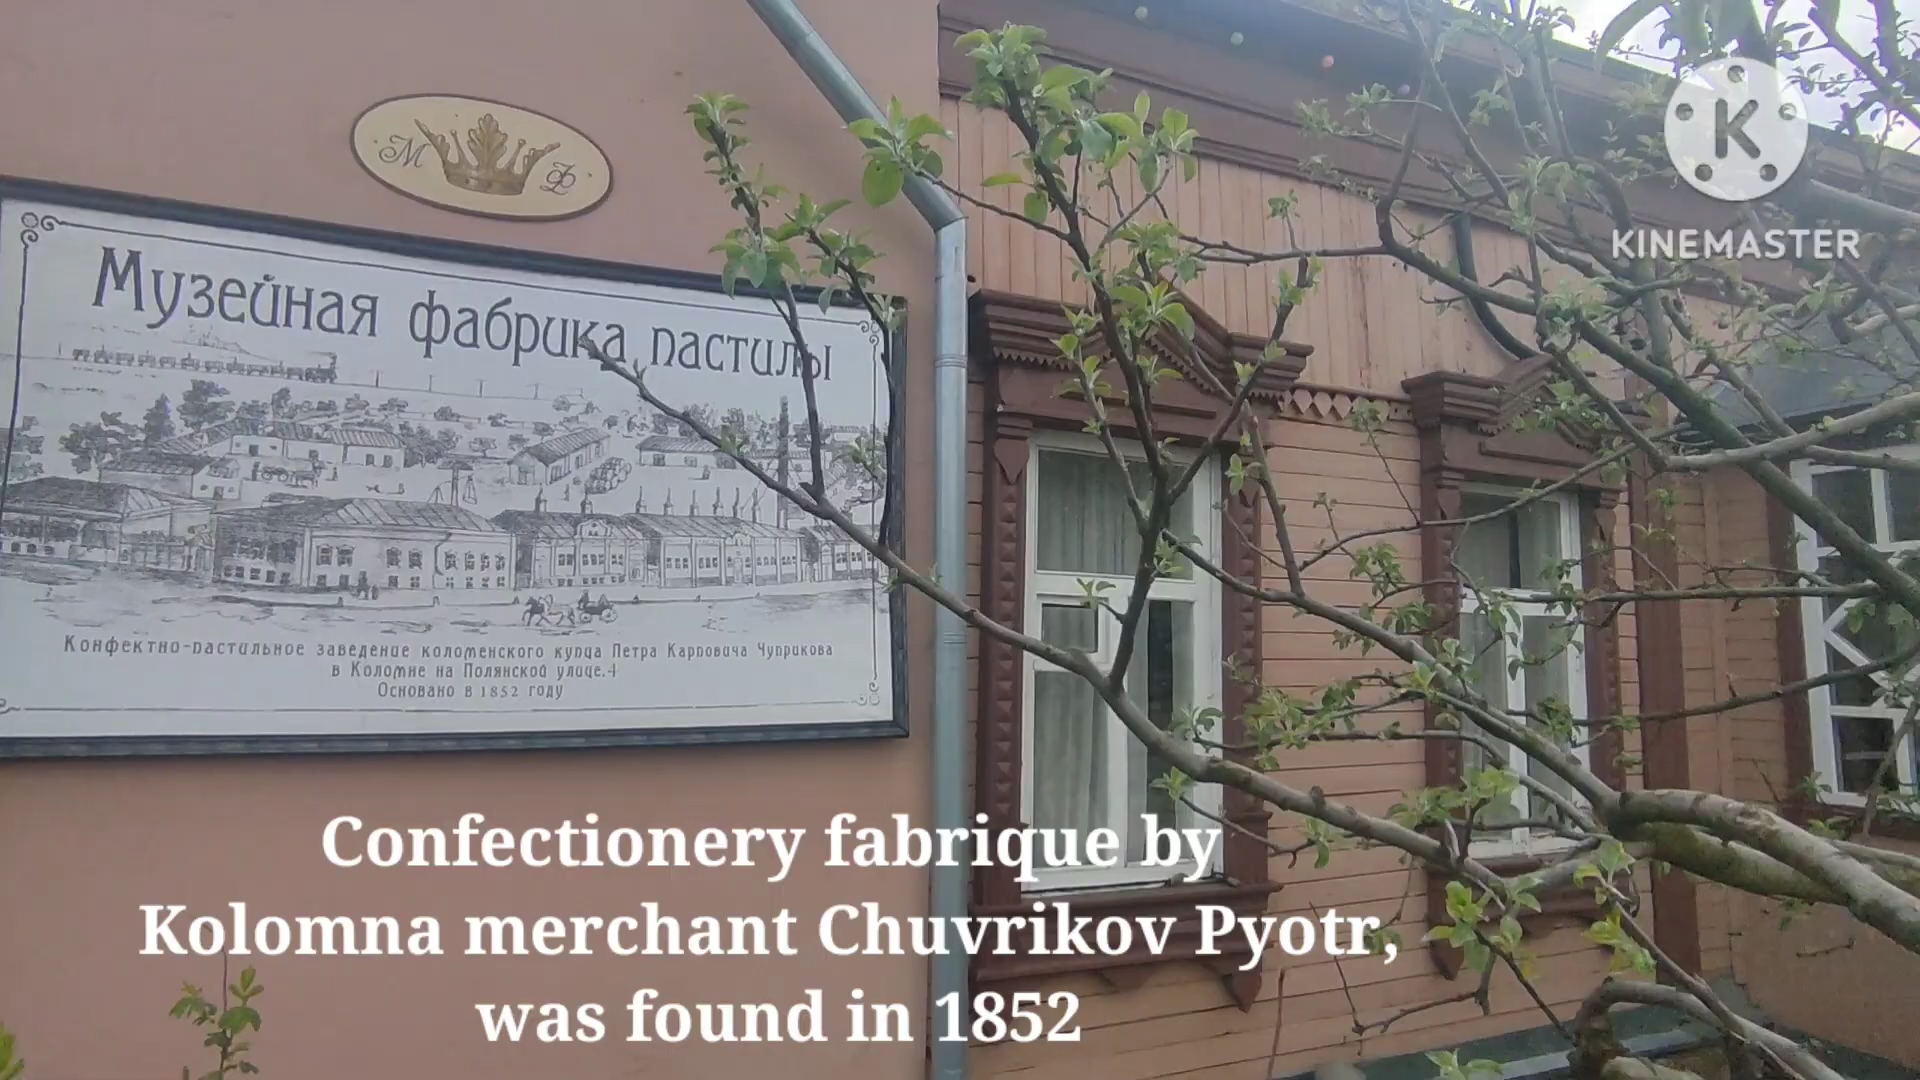 М Ф
KINEMASTER
Музейная фабрика пастилы
Конфектно-пастильное заведение коломенского купца Петра Карповича Чуприкова
в Коломне на Полянской улице.4
Основано в 1852 году
Confectionery fabrique by
Kolomna merchant Chuvrikov Pyotr,
was found in 1852